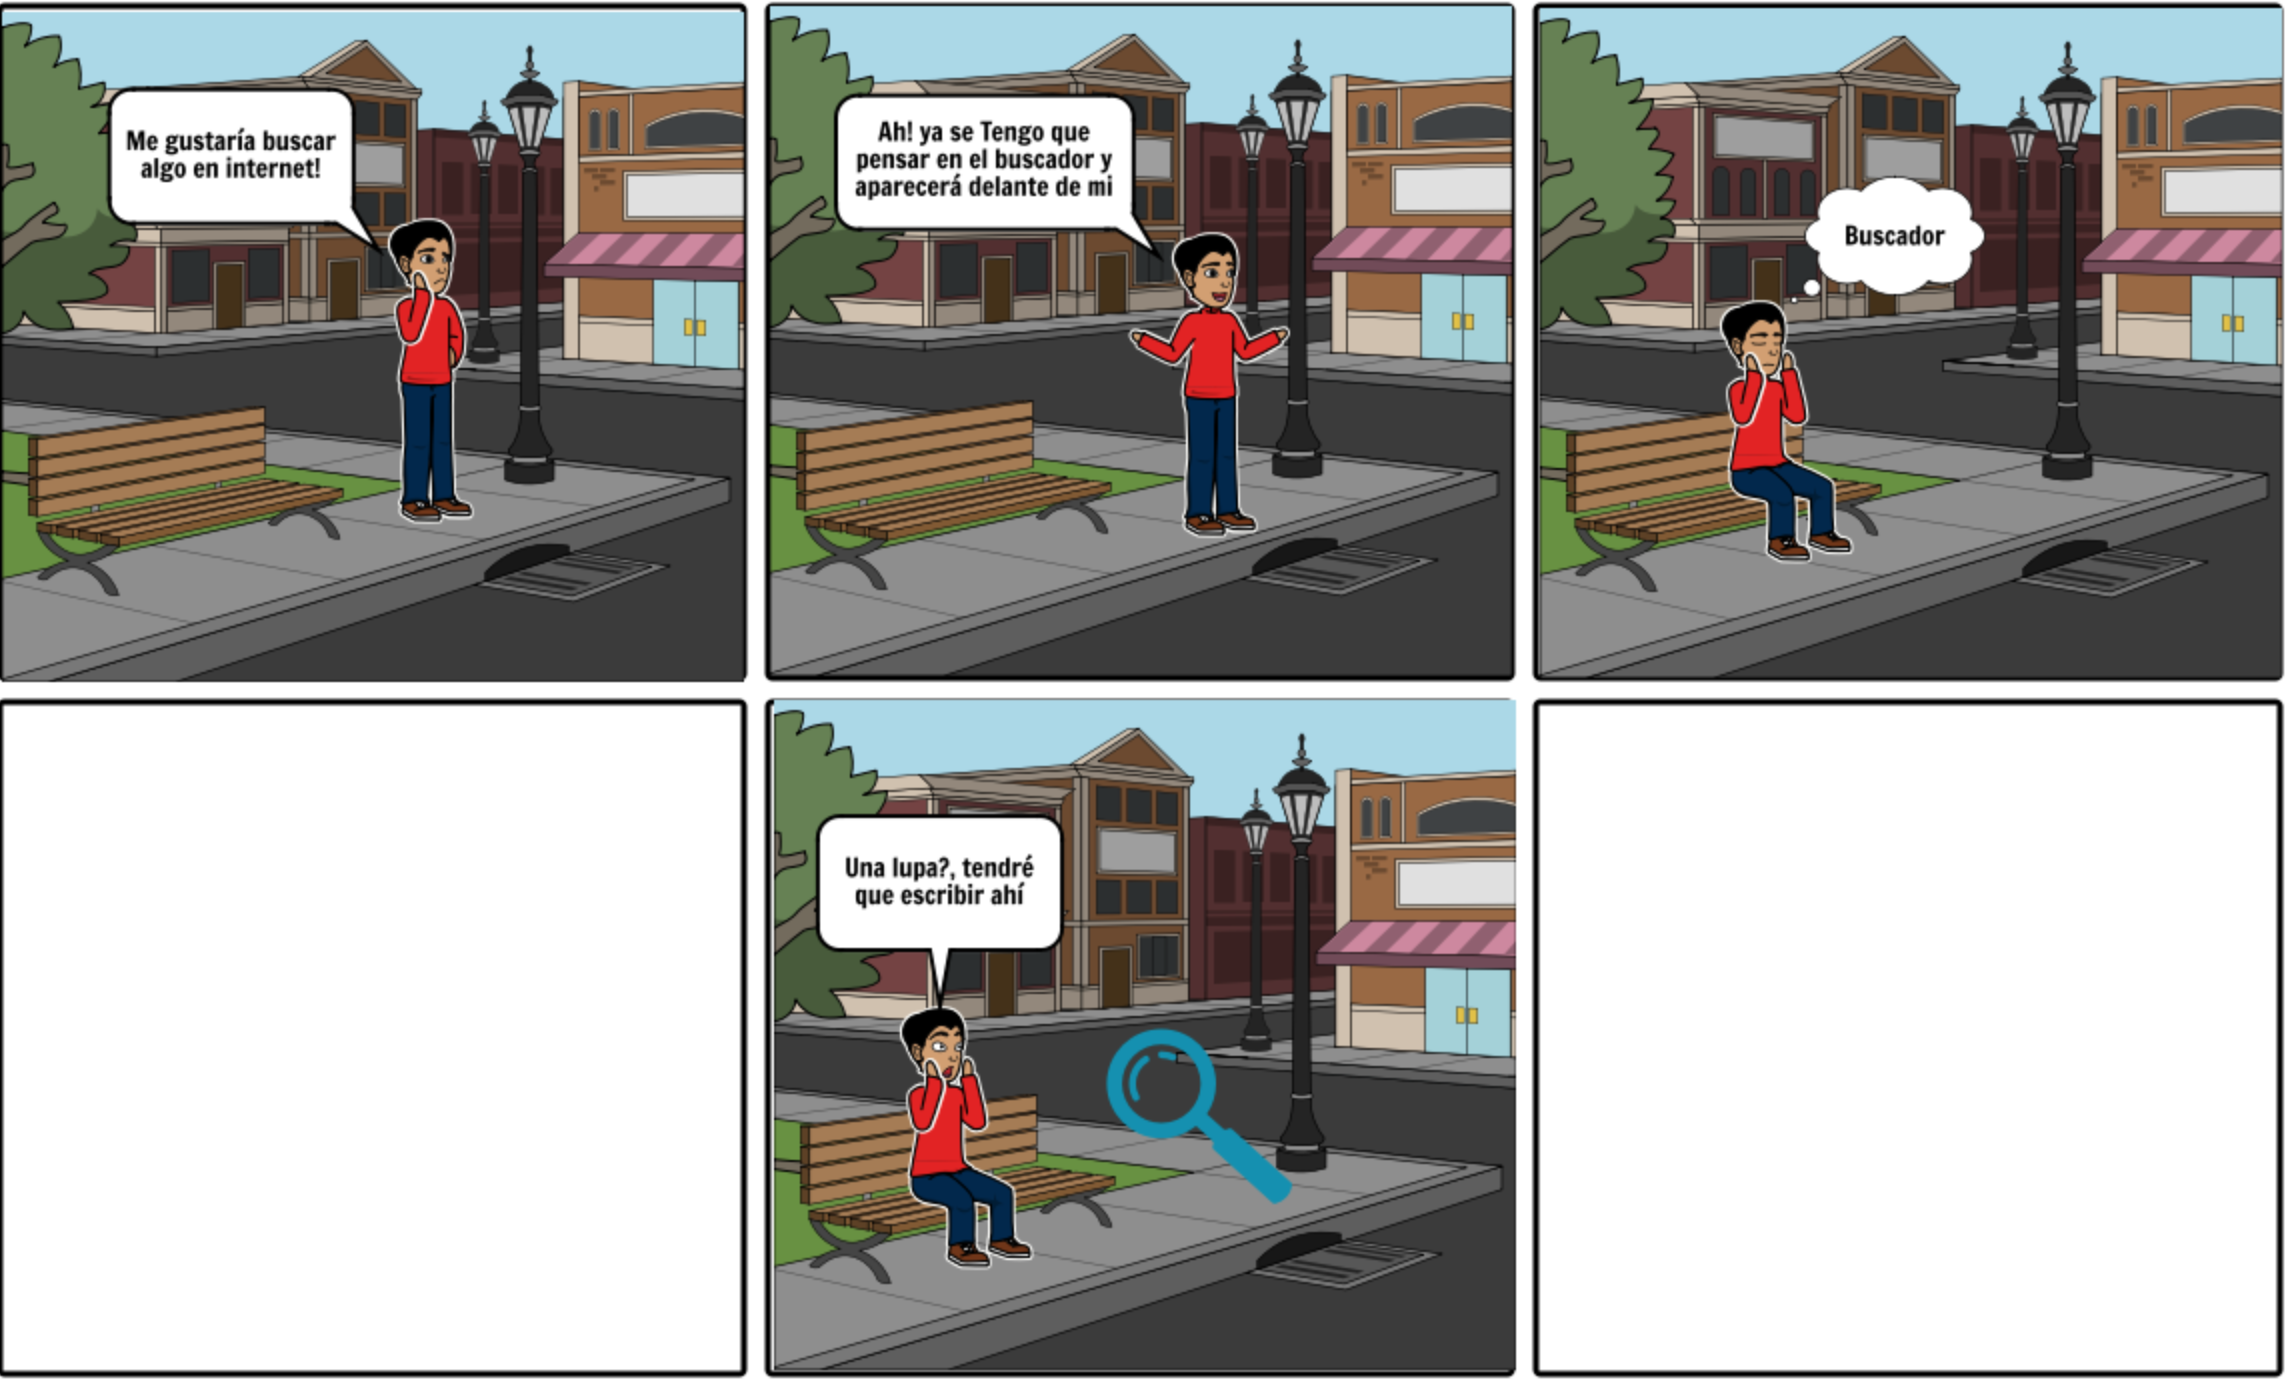 Me gustaría buscar
algo en internet!
Ah! ya se Tengo que
pensar en el buscador y
aparecerá delante de mi
Buscador
Una lupa?, tendré
que escribir ahí